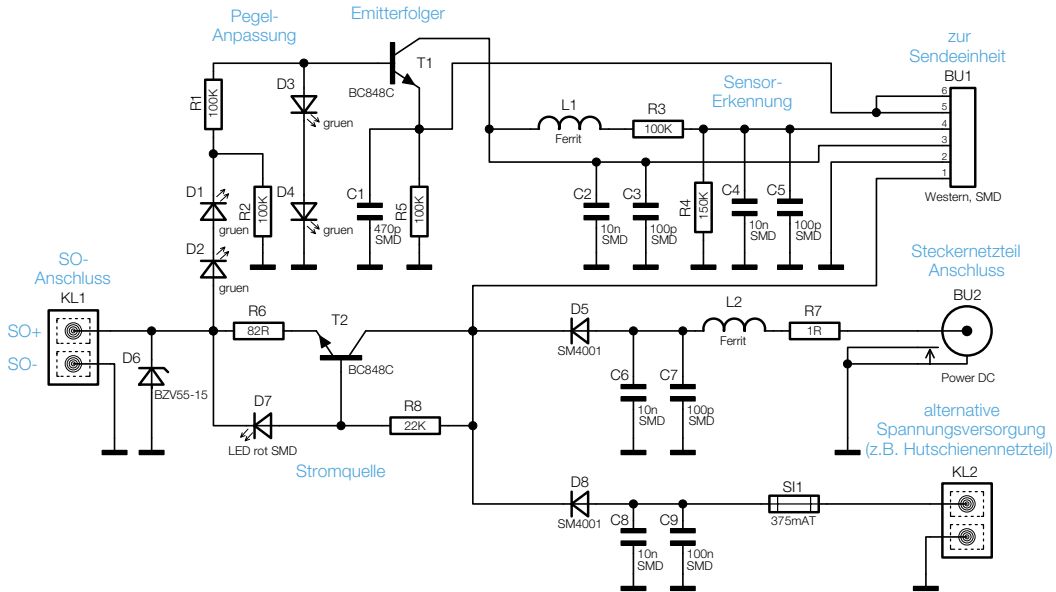 Pegel-
Anpassung
Emitterfolger
zur
Sendeeinheit
BU1
T1
BC848C
D3
gruen
R1
100K
Sensor-
Erkennung
L1
Ferrit
R3
100K
6
5
4
3
2
1
Western, SMD
D1
gruen
R2
100K
D4
gruen
C1
470p
SMD
R5
100K
C2
10n
SMD
C3
100p
SMD
R4
150K
C4
10n
SMD
C5
100p
SMD
D2
gruen
SO-
Anschluss
KL1
SO+
SO-
D6
BZV55-15
R6
82R
T2
BC848C
D7
LED rot SMD
R8
22K
Stromquelle
D5
SM4001
C6
10n
SMD
C7
100p
SMD
L2
Ferrit
R7
1R
Steckernetzteil
Anschluss
BU2
Power DC
D8
SM4001
C8
10n
SMD
C9
100n
SMD
SI1
375mAT
alternative
Spannungsversorgung
(z.B. Hutschienennetzteil)
KL2